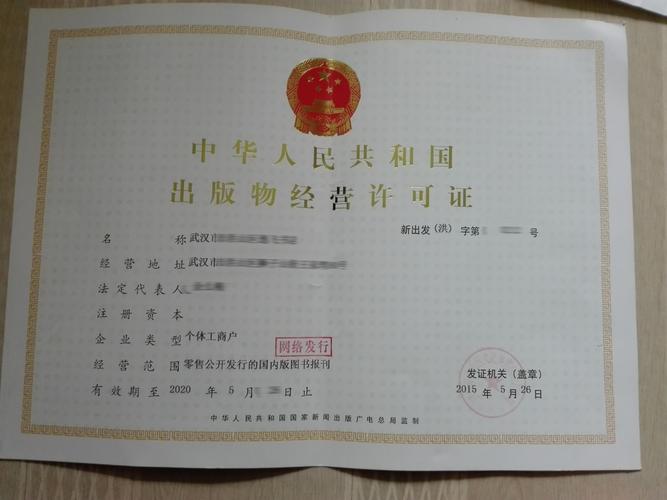 中华人民共和国
出版物经营许可证
新出发(洪)字第 号
名称 武汉市
经营地址 武汉市
法定代表人
注册资本
企业类型 个体工商户
网络发行
经营范围 零售公开发行的国内版图书报刊
有效期至 2020 年 5 月 日止
发证机关(盖章)
2015 年 5 月 26 日
中华人民共和国国家新闻出版广电总局监制